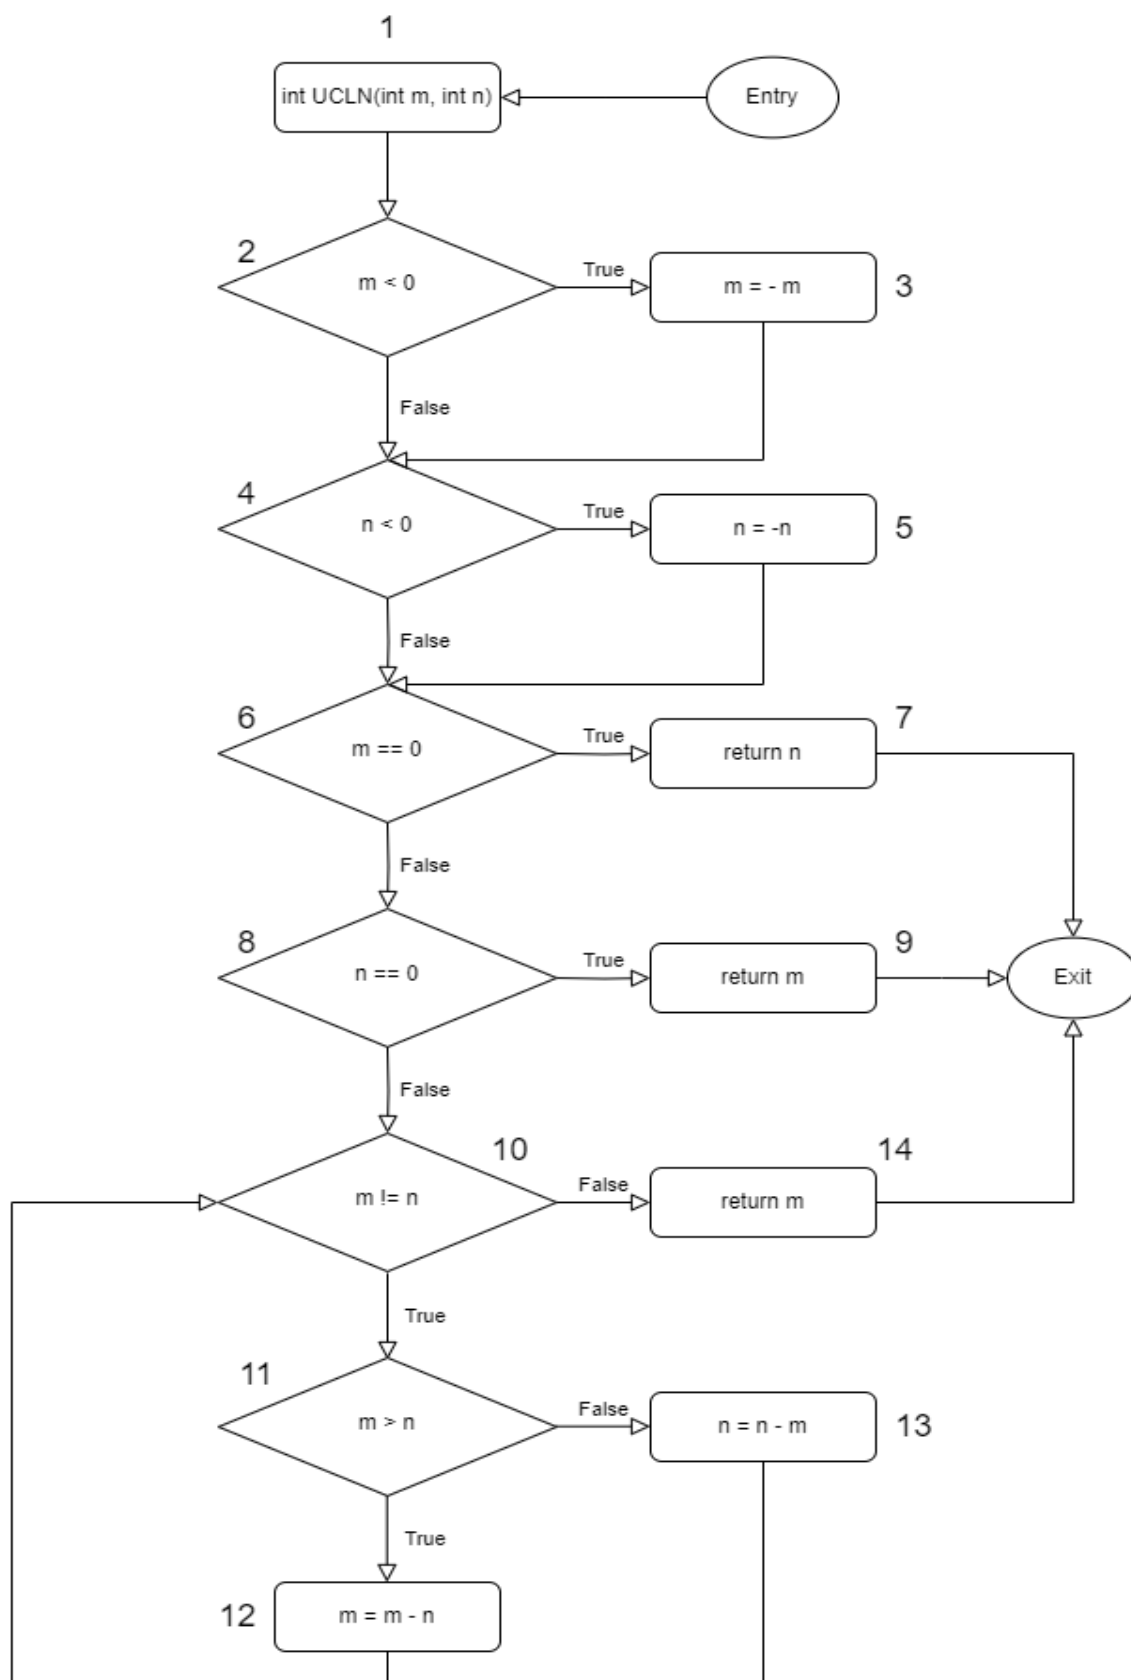 1
int UCLN(int m, int n)
Entry
2
m < 0
True
m = - m
3
False
4
n < 0
True
n = -n
5
False
6
m == 0
True
return n
7
False
8
n == 0
True
return m
9
Exit
False
10
m != n
False
return m
14
True
11
m > n
False
n = n - m
13
True
12
m = m - n